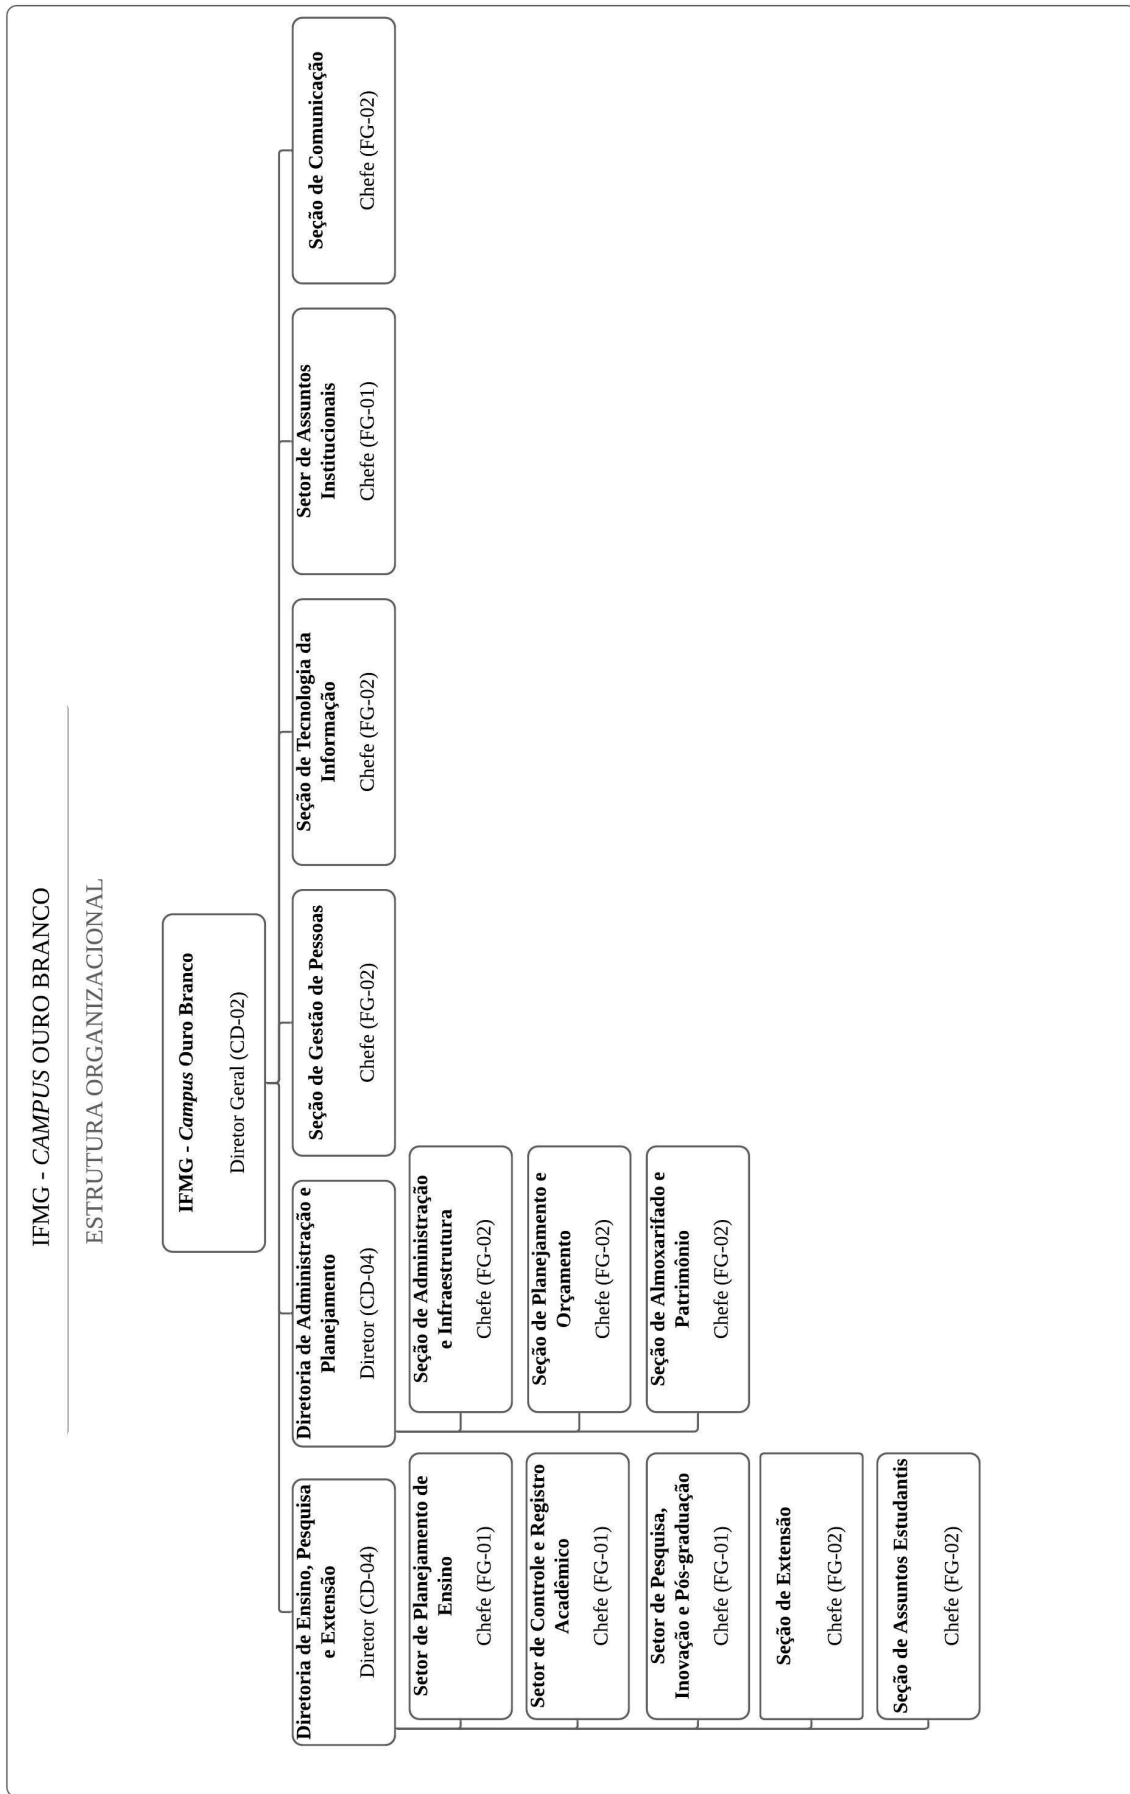 IFMG - CAMPUS OURO BRANCO
ESTRUTURA ORGANIZACIONAL
IFMG - Campus Ouro Branco
Diretor Geral (CD-02)
Diretoria de Ensino, Pesquisa
e Extensão
Diretor (CD-04)
Diretoria de Administração e
Planejamento
Diretor (CD-04)
Seção de Gestão de Pessoas
Chefe (FG-02)
Seção de Tecnologia da
Informação
Chefe (FG-02)
Setor de Assuntos
Institucionais
Chefe (FG-01)
Seção de Comunicação
Chefe (FG-02)
Setor de Planejamento de
Ensino
Chefe (FG-01)
Setor de Controle e Registro
Acadêmico
Chefe (FG-01)
Setor de Pesquisa,
Inovação e Pós-graduação
Chefe (FG-01)
Seção de Extensão
Chefe (FG-02)
Seção de Assuntos Estudantis
Chefe (FG-02)
Seção de Administração
e Infraestrutura
Chefe (FG-02)
Seção de Planejamento e
Orçamento
Chefe (FG-02)
Seção de Almoxarifado e
Patrimônio
Chefe (FG-02)